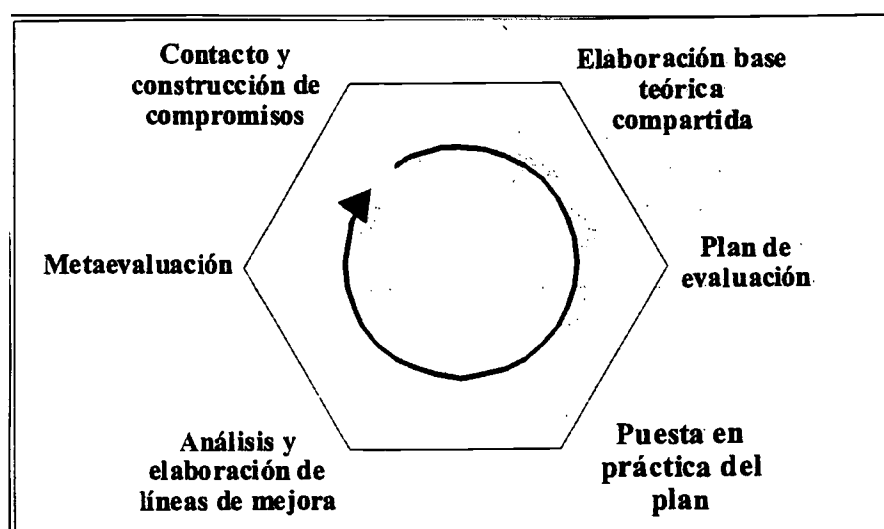 Contacto y
construcción de
compromisos
Elaboración base
teórica
compartida
Plan de
evaluación
Puesta en
práctica del
plan
Análisis y
elaboración de
líneas de mejora
Metaevaluación